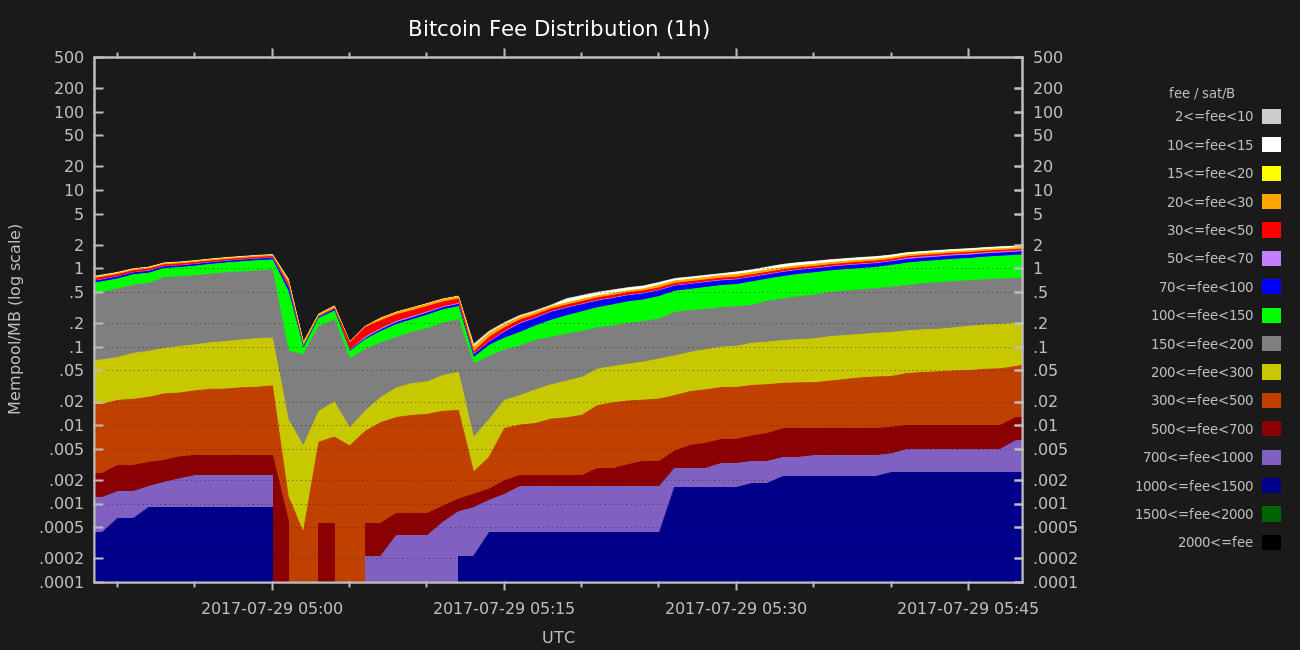 Bitcoin Fee Distribution (1h)
Mempool/MB (log scale)
500
200
100
50
20
10
5
2
1
.5
.2
.1
.05
.02
.01
.005
.002
.001
.0005
.0002
.0001
500
200
100
50
20
10
5
2
1
.5
.2
.1
.05
.02
.01
.005
.002
.001
.0005
.0002
.0001
2017-07-29 05:00
2017-07-29 05:15
2017-07-29 05:30
2017-07-29 05:45
UTC
fee / sat/B
2<=fee<10
10<=fee<15
15<=fee<20
20<=fee<30
30<=fee<50
50<=fee<70
70<=fee<100
100<=fee<150
150<=fee<200
200<=fee<300
300<=fee<500
500<=fee<700
700<=fee<1000
1000<=fee<1500
1500<=fee<2000
2000<=fee